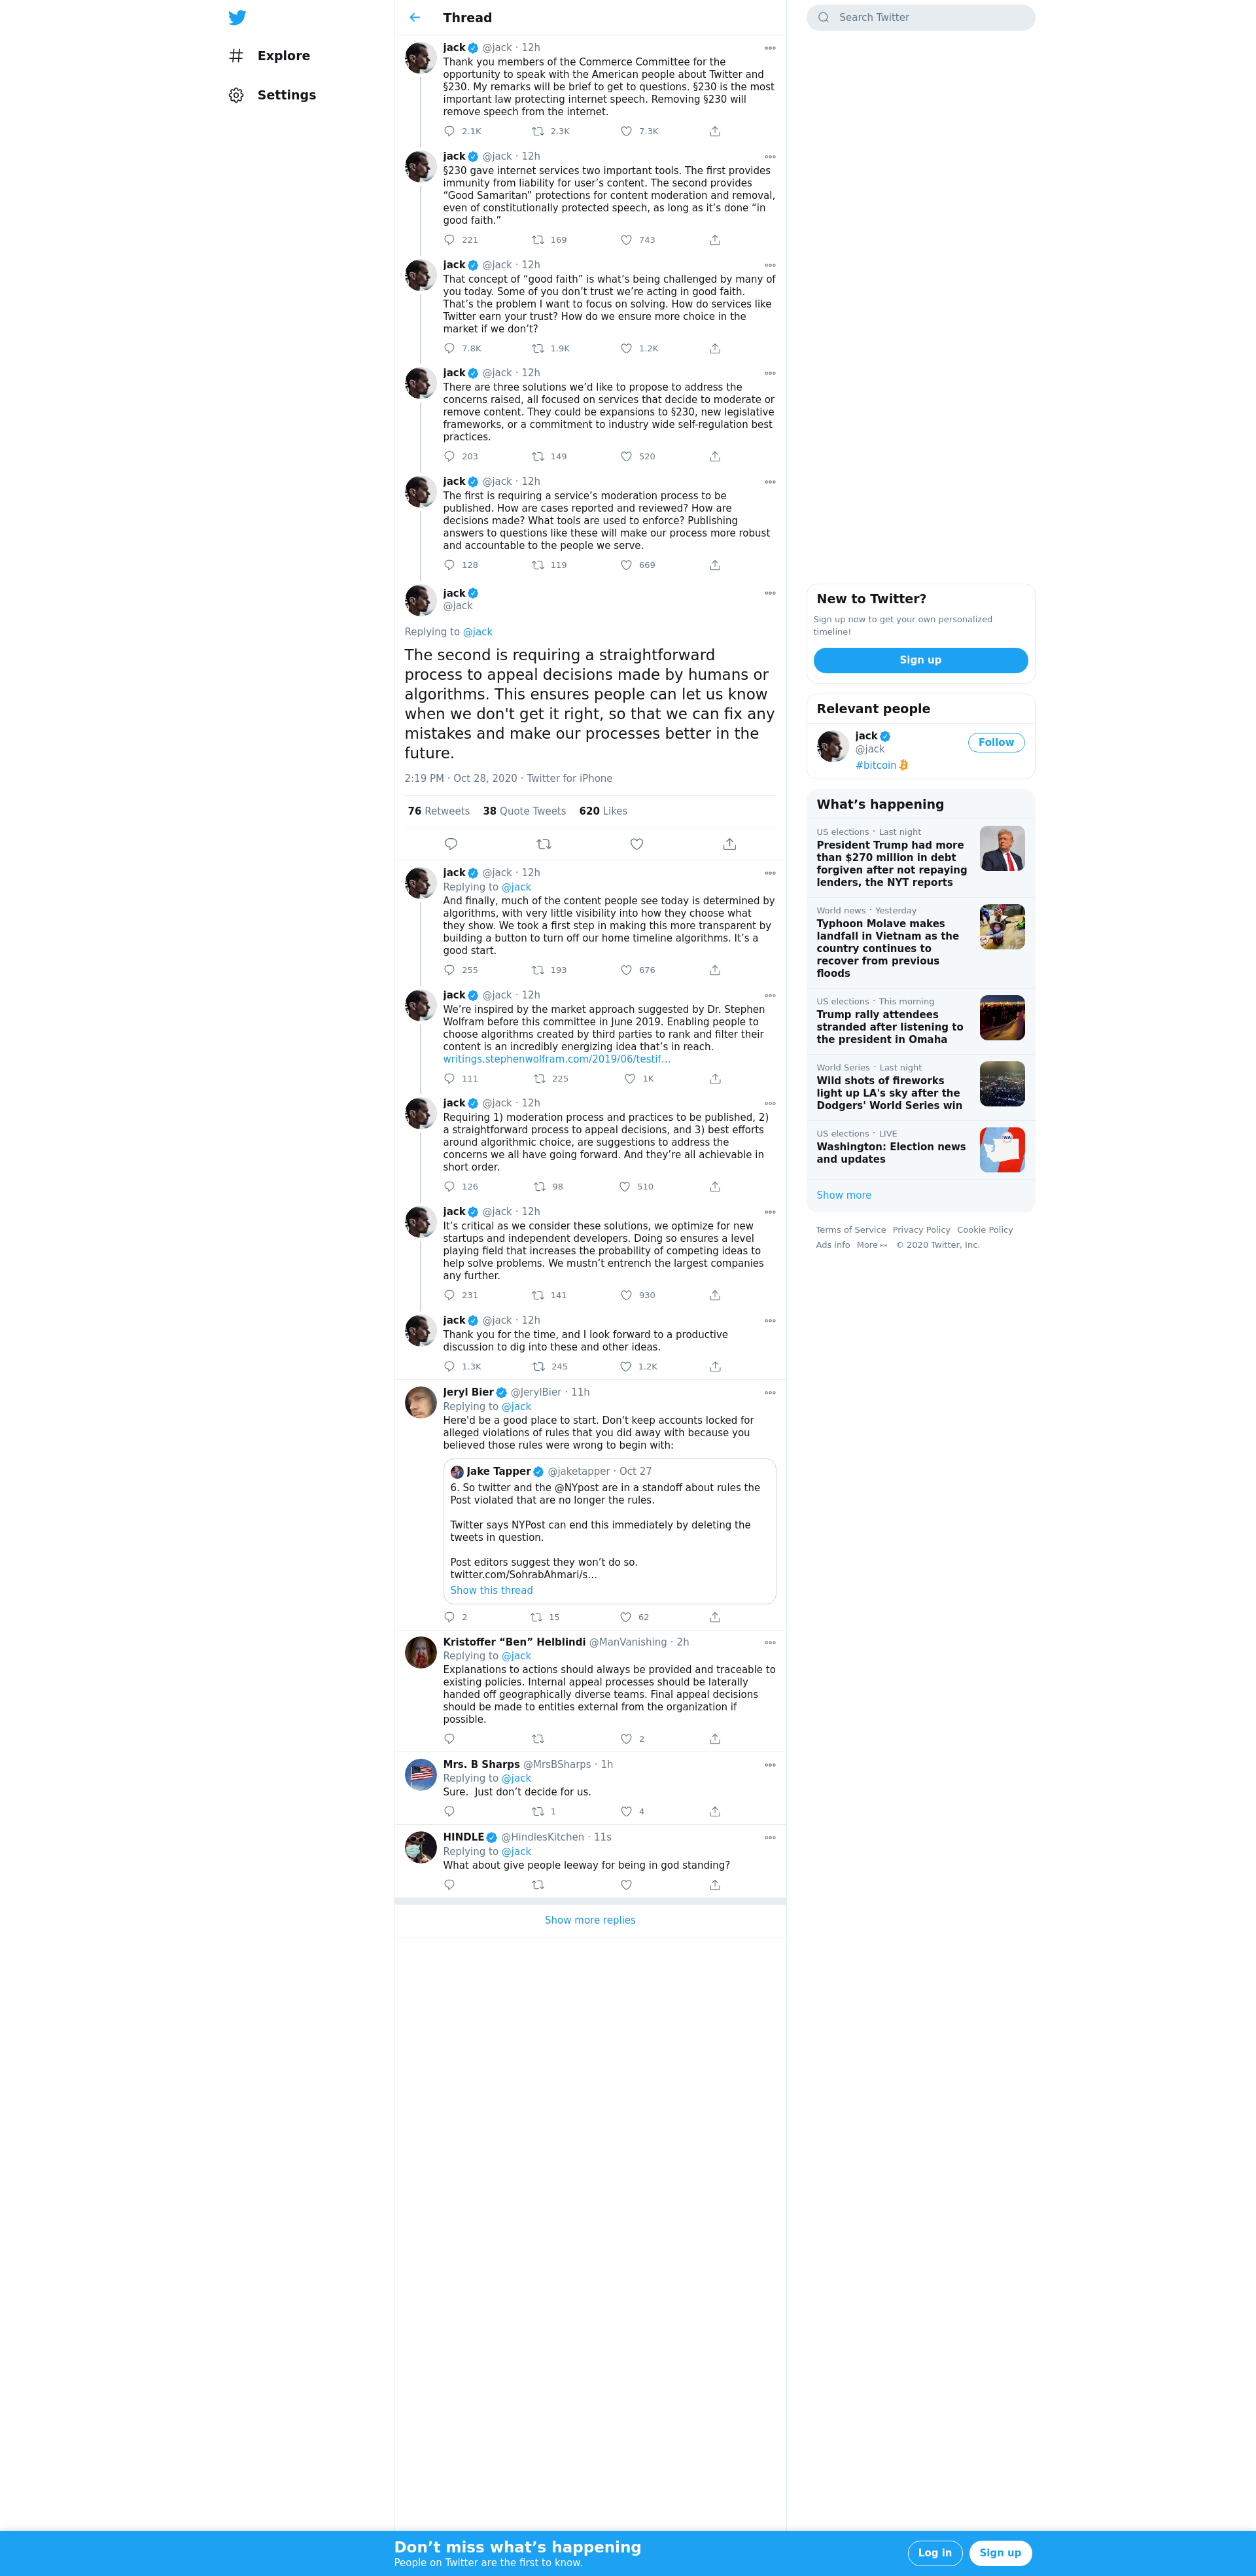 Explore
Settings
Thread
jack @jack · 12h
Thank you members of the Commerce Committee for the
opportunity to speak with the American people about Twitter and
§230. My remarks will be brief to get to questions. §230 is the most
important law protecting internet speech. Removing §230 will
remove speech from the internet.
2.1K 2.3K 7.3K
jack @jack · 12h
§230 gave internet services two important tools. The first provides
immunity from liability for user’s content. The second provides
“Good Samaritan” protections for content moderation and removal,
even of constitutionally protected speech, as long as it’s done “in
good faith.”
221 169 743
jack @jack · 12h
That concept of “good faith” is what’s being challenged by many of
you today. Some of you don’t trust we’re acting in good faith.
That’s the problem I want to focus on solving. How do services like
Twitter earn your trust? How do we ensure more choice in the
market if we don’t?
7.8K 1.9K 1.2K
jack @jack · 12h
There are three solutions we’d like to propose to address the
concerns raised, all focused on services that decide to moderate or
remove content. They could be expansions to §230, new legislative
frameworks, or a commitment to industry wide self-regulation best
practices.
203 149 520
jack @jack · 12h
The first is requiring a service’s moderation process to be
published. How are cases reported and reviewed? How are
decisions made? What tools are used to enforce? Publishing
answers to questions like these will make our process more robust
and accountable to the people we serve.
128 119 669
jack
@jack
Replying to @jack
The second is requiring a straightforward
process to appeal decisions made by humans or
algorithms. This ensures people can let us know
when we don't get it right, so that we can fix any
mistakes and make our processes better in the
future.
2:19 PM · Oct 28, 2020 · Twitter for iPhone
76 Retweets 38 Quote Tweets 620 Likes
jack @jack · 12h
Replying to @jack
And finally, much of the content people see today is determined by
algorithms, with very little visibility into how they choose what
they show. We took a first step in making this more transparent by
building a button to turn off our home timeline algorithms. It’s a
good start.
255 193 676
jack @jack · 12h
We’re inspired by the market approach suggested by Dr. Stephen
Wolfram before this committee in June 2019. Enabling people to
choose algorithms created by third parties to rank and filter their
content is an incredibly energizing idea that’s in reach.
writings.stephenwolfram.com/2019/06/testif…
111 225 1K
jack @jack · 12h
Requiring 1) moderation process and practices to be published, 2)
a straightforward process to appeal decisions, and 3) best efforts
around algorithmic choice, are suggestions to address the
concerns we all have going forward. And they’re all achievable in
short order.
126 98 510
jack @jack · 12h
It’s critical as we consider these solutions, we optimize for new
startups and independent developers. Doing so ensures a level
playing field that increases the probability of competing ideas to
help solve problems. We mustn’t entrench the largest companies
any further.
231 141 930
jack @jack · 12h
Thank you for the time, and I look forward to a productive
discussion to dig into these and other ideas.
1.3K 245 1.2K
Jeryl Bier @JerylBier · 11h
Replying to @jack
Here'd be a good place to start. Don't keep accounts locked for
alleged violations of rules that you did away with because you
believed those rules were wrong to begin with:
Jake Tapper @jaketapper · Oct 27
6. So twitter and the @NYpost are in a standoff about rules the
Post violated that are no longer the rules.
Twitter says NYPost can end this immediately by deleting the
tweets in question.
Post editors suggest they won’t do so.
twitter.com/SohrabAhmari/s…
Show this thread
2 15 62
Kristoffer “Ben” Helblindi @ManVanishing · 2h
Replying to @jack
Explanations to actions should always be provided and traceable to
existing policies. Internal appeal processes should be laterally
handed off geographically diverse teams. Final appeal decisions
should be made to entities external from the organization if
possible.
2
Mrs. B Sharps @MrsBSharps · 1h
Replying to @jack
Sure. Just don’t decide for us.
1 4
HINDLE @HindlesKitchen · 11s
Replying to @jack
What about give people leeway for being in god standing?
Show more replies
Search Twitter
New to Twitter?
Sign up now to get your own personalized
timeline!
Sign up
Relevant people
jack
@jack
Follow
#bitcoin
What’s happening
US elections · Last night
President Trump had more
than $270 million in debt
forgiven after not repaying
lenders, the NYT reports
World news · Yesterday
Typhoon Molave makes
landfall in Vietnam as the
country continues to
recover from previous
floods
US elections · This morning
Trump rally attendees
stranded after listening to
the president in Omaha
World Series · Last night
Wild shots of fireworks
light up LA's sky after the
Dodgers' World Series win
US elections · LIVE
Washington: Election news
and updates
WA
Show more
Terms of Service Privacy Policy Cookie Policy
Ads info More © 2020 Twitter, Inc.
Don’t miss what’s happening
People on Twitter are the first to know.
Log in
Sign up